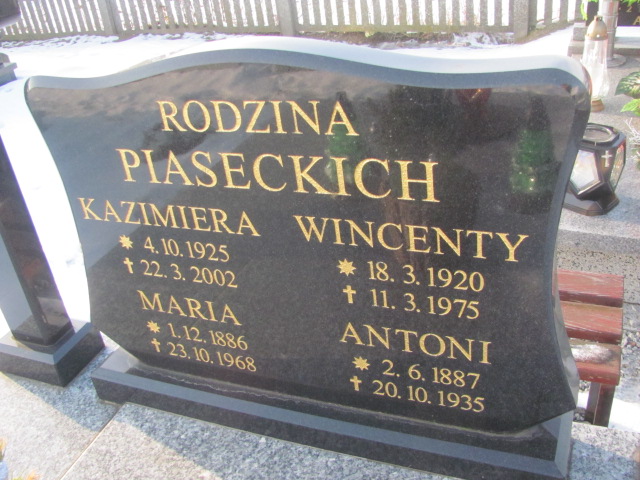 RODZINA
PIASECKICH
KAZIMIERA
* 4.10.1925
† 22.3.2002
WINCENTY
* 18.3.1920
† 11.3.1975
MARIA
* 1.12.1886
† 23.10.1968
ANTONI
* 2.6.1887
† 20.10.1935